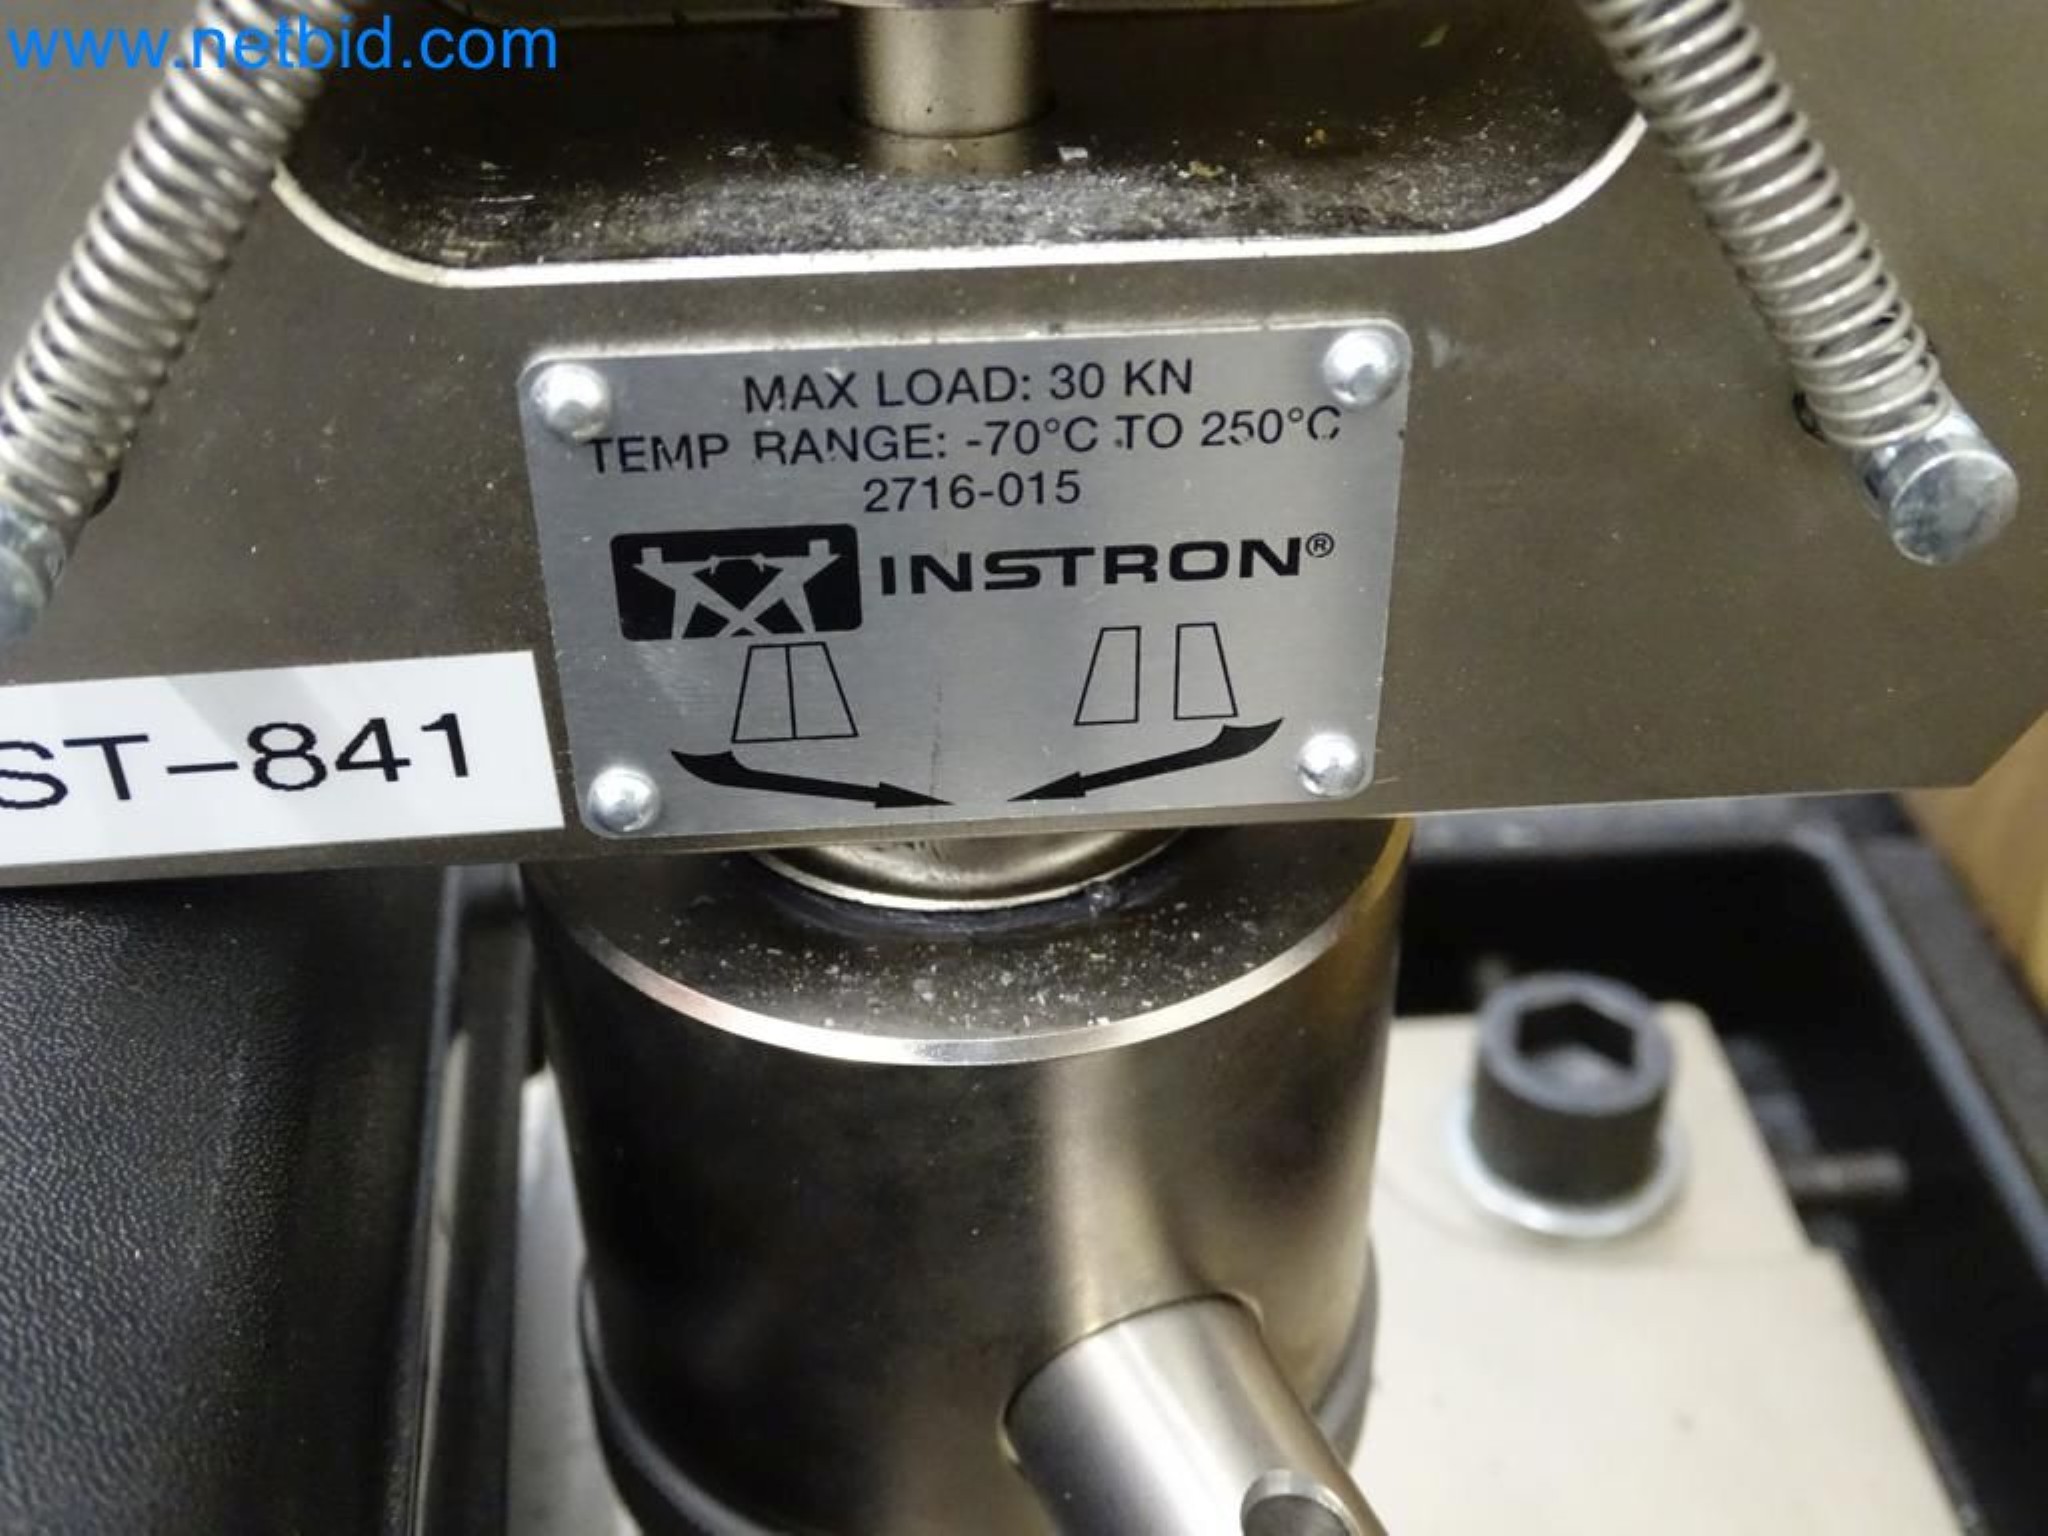 www.netbid.com
MAX LOAD: 30 KN
TEMP RANGE: -70°C TO 250°C
2716-015
INSTRON®
ST-841